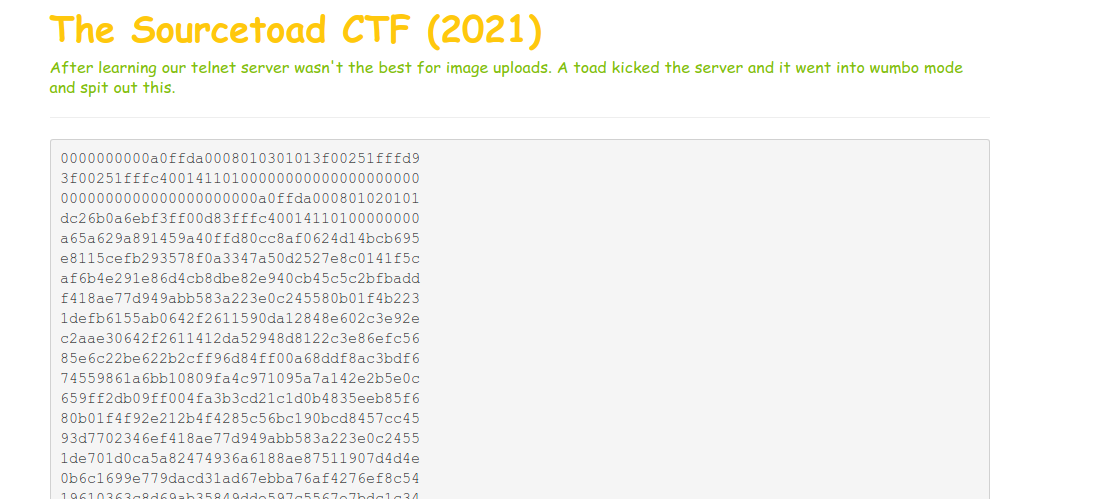 The Sourcetoad CTF (2021)
After learning our telnet server wasn't the best for image uploads. A toad kicked the server and it went into wumbo mode
and spit out this.
0000000000a0ffda0008010301013f00251fffd9
3f00251fffc40014110100000000000000000000
0000000000000000000000a0ffda000801020101
dc26b0a6ebf3ff00d83fffc40014110100000000
a65a629a891459a40ffd80cc8af0624d14bcb695
e8115cefb293578f0a3347a50d2527e8c0141f5c
af6b4e291e86d4cb8dbe82e940cb45c5c2bfbadd
f418ae77d949abb583a223e0c245580b01f4b223
1defb6155ab0642f2611590da12848e602c3e92e
c2aae30642f2611412da52948d8122c3e86efc56
85e6c22be622b2cff96d84ff00a68ddf8ac3bdf6
74559861a6bb10809fa4c971095a7a142e2b5e0c
659ff2db09ff004fa3b3cd21c1d0b4835eeb85f6
80b01f4f92e212b4f4285c56bc190bcd8457cc45
93d7702346ef418ae77d949abb583a223e0c2455
1de701d0ca5a82474936a6188ae87511907d4d4e
0b6c1699e779dacd31ad67ebba76af4276ef8c54